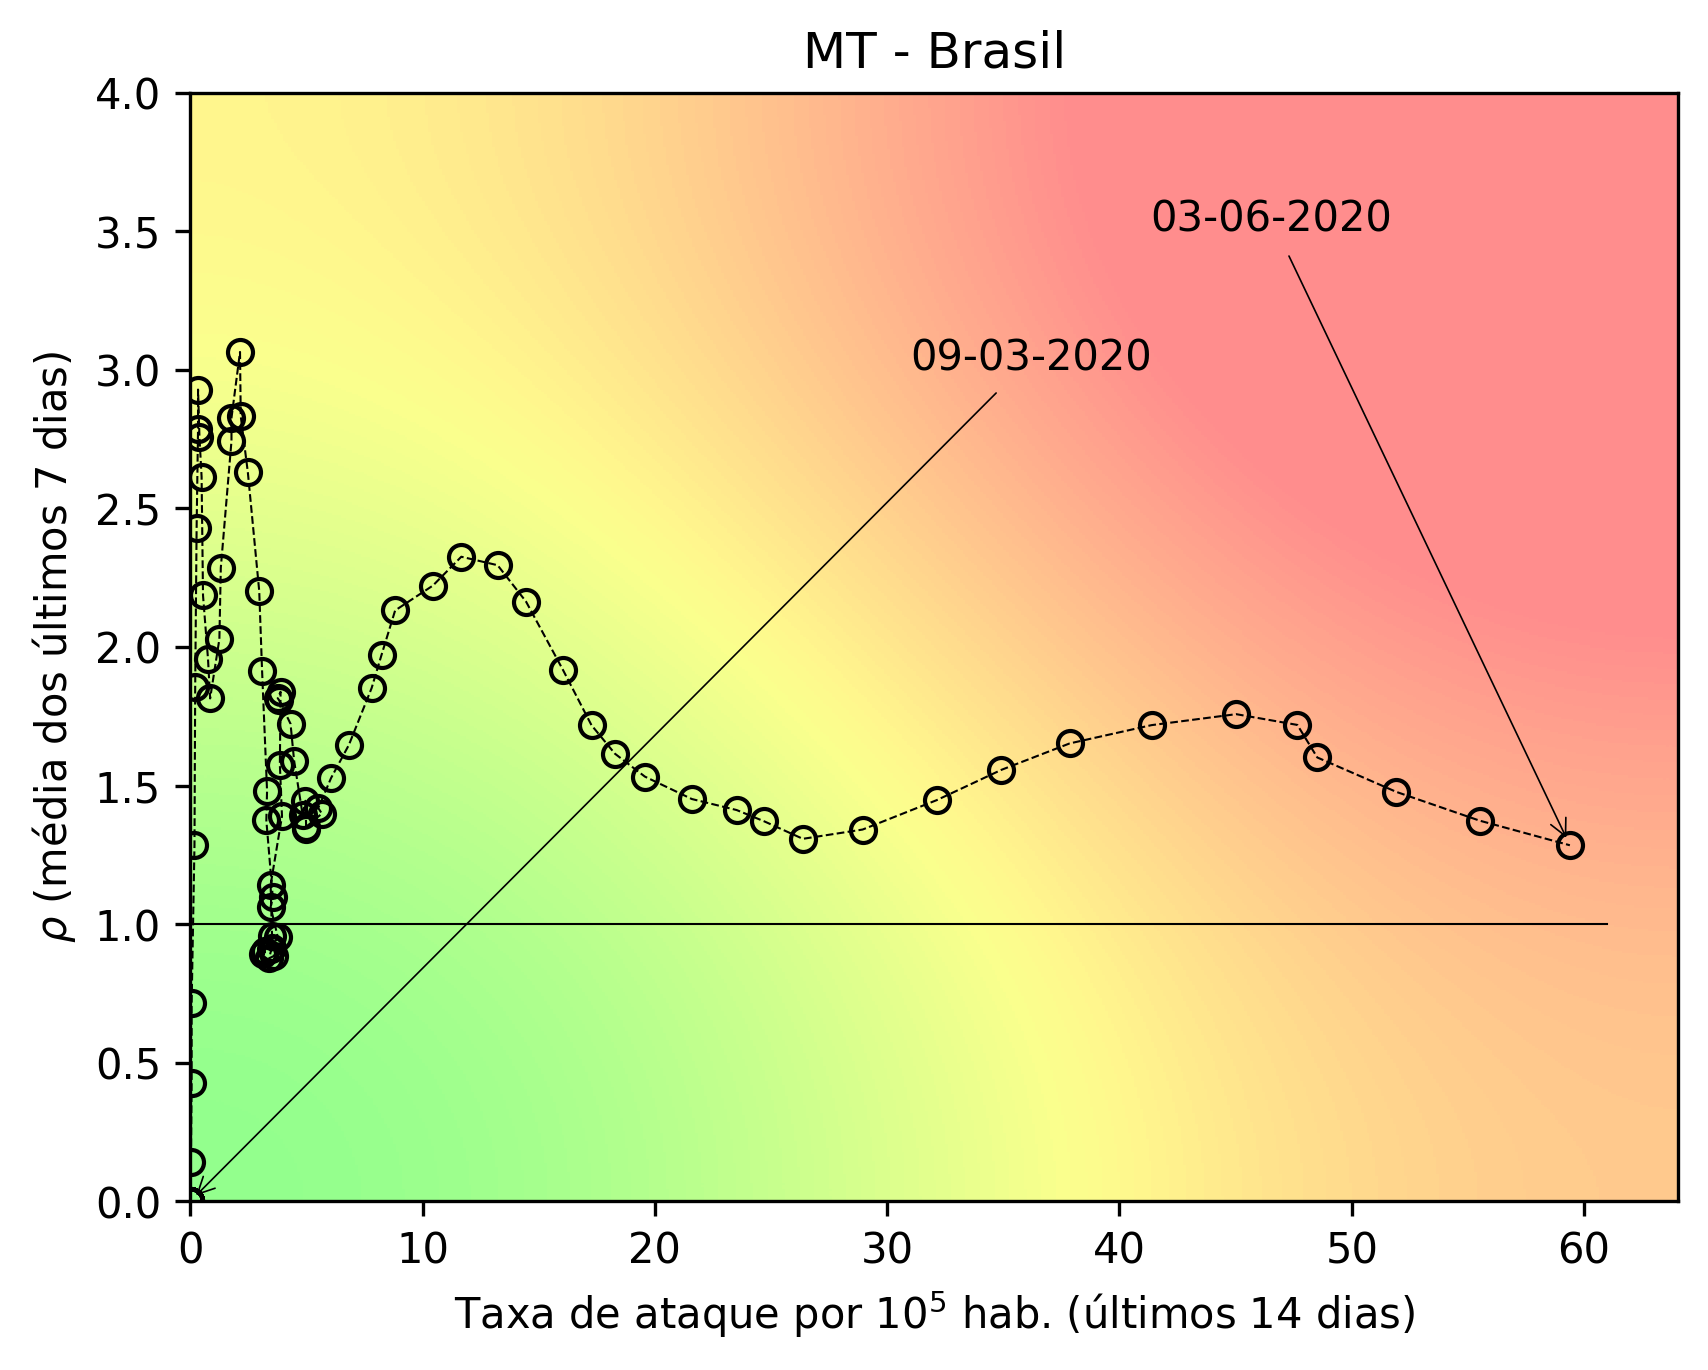 MT - Brasil
4.0
3.5
3.0
2.5
2.0
1.5
1.0
0.5
0.0
ρ (média dos últimos 7 dias)
03-06-2020
09-03-2020
0 10 20 30 40 50 60
Taxa de ataque por 10⁵ hab. (últimos 14 dias)